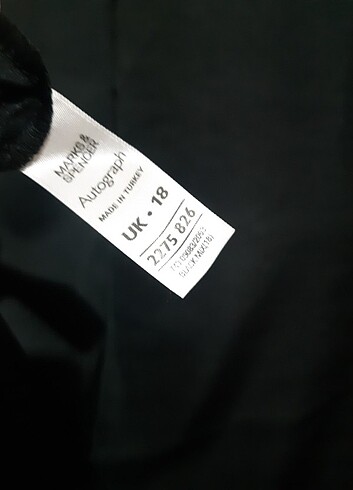 MARKS &
SPENCER
Autograph
MADE IN TURKEY
UK • 18
2275 826